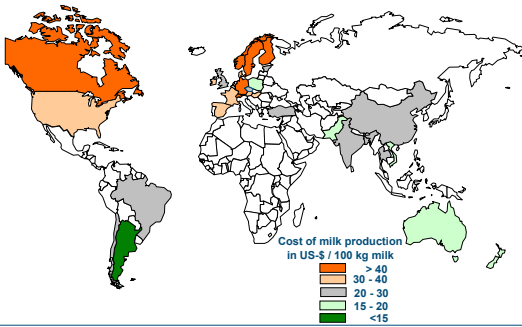 Cost of milk production
in US-$ / 100 kg milk
> 40
30 - 40
20 - 30
15 - 20
<15